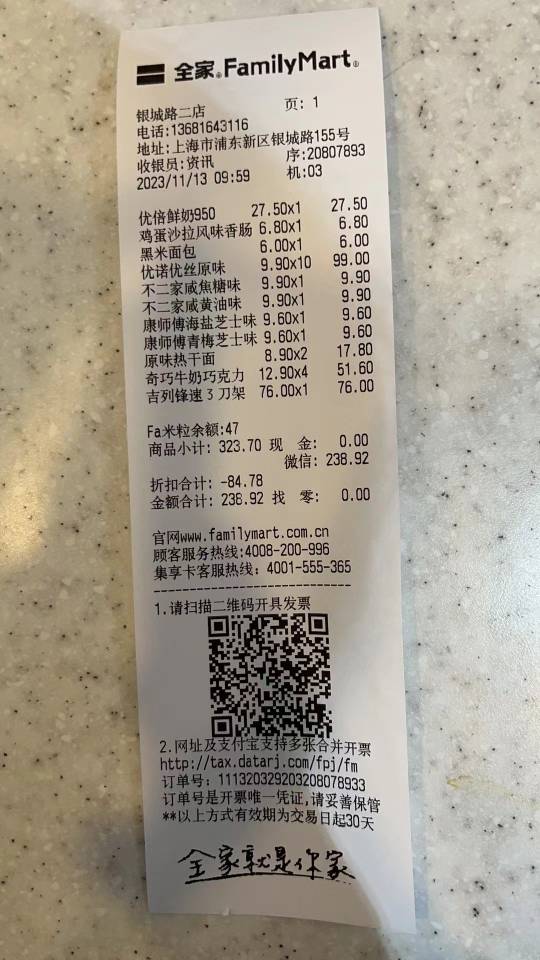 全家® FamilyMart®
银城路二店 页: 1
电话:13681643116
地址:上海市浦东新区银城路155号
收银员:资讯 序:20807893
2023/11/13 09:59 机:03
优倍鲜奶950 27.50x1 27.50
鸡蛋沙拉风味香肠 6.80x1 6.80
黑米面包 6.00x1 6.00
优诺优丝原味 9.90x10 99.00
不二家咸焦糖味 9.90x1 9.90
不二家咸黄油味 9.90x1 9.90
康师傅海盐芝士味 9.60x1 9.60
康师傅青梅芝士味 9.60x1 9.60
原味热干面 8.90x2 17.80
奇巧牛奶巧克力 12.90x4 51.60
吉列锋速3刀架 76.00x1 76.00
Fa米粒余额:47
商品小计: 323.70 现 金: 0.00
微信: 238.92
折扣合计: -84.78
金额合计: 238.92 找 零: 0.00
官网www.familymart.com.cn
顾客服务热线:4008-200-996
集享卡客服热线: 4001-555-365
1.请扫描二维码开具发票
2.网址及支付宝支持多张合并开票
http://tax.datarj.com/fpj/fm
订单号: 111320329203208078933
订单号是开票唯一凭证,请妥善保管
**以上方式有效期为交易日起30天
全家就是你家